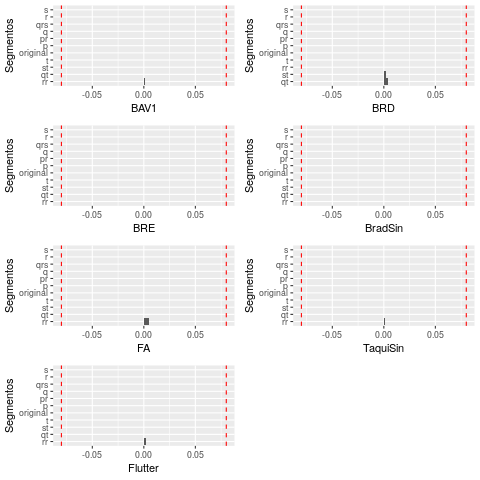 Segmentos
s
r
qrs
q
pr
p
original
t
st
qt
rr
-0.05 0.00 0.05
BAV1
Segmentos
s
r
qrs
q
pr
p
original
t
rr
st
qt
-0.05 0.00 0.05
BRD
Segmentos
s
r
qrs
q
pr
p
original
t
st
qt
rr
-0.05 0.00 0.05
BRE
Segmentos
s
r
qrs
q
pr
p
original
t
rr
st
qt
-0.05 0.00 0.05
BradSin
Segmentos
s
r
qrs
q
pr
p
original
t
st
qt
rr
-0.05 0.00 0.05
FA
Segmentos
s
r
qrs
q
pr
p
original
t
st
qt
rr
-0.05 0.00 0.05
TaquiSin
Segmentos
s
r
qrs
q
pr
p
original
t
st
qt
rr
-0.05 0.00 0.05
Flutter